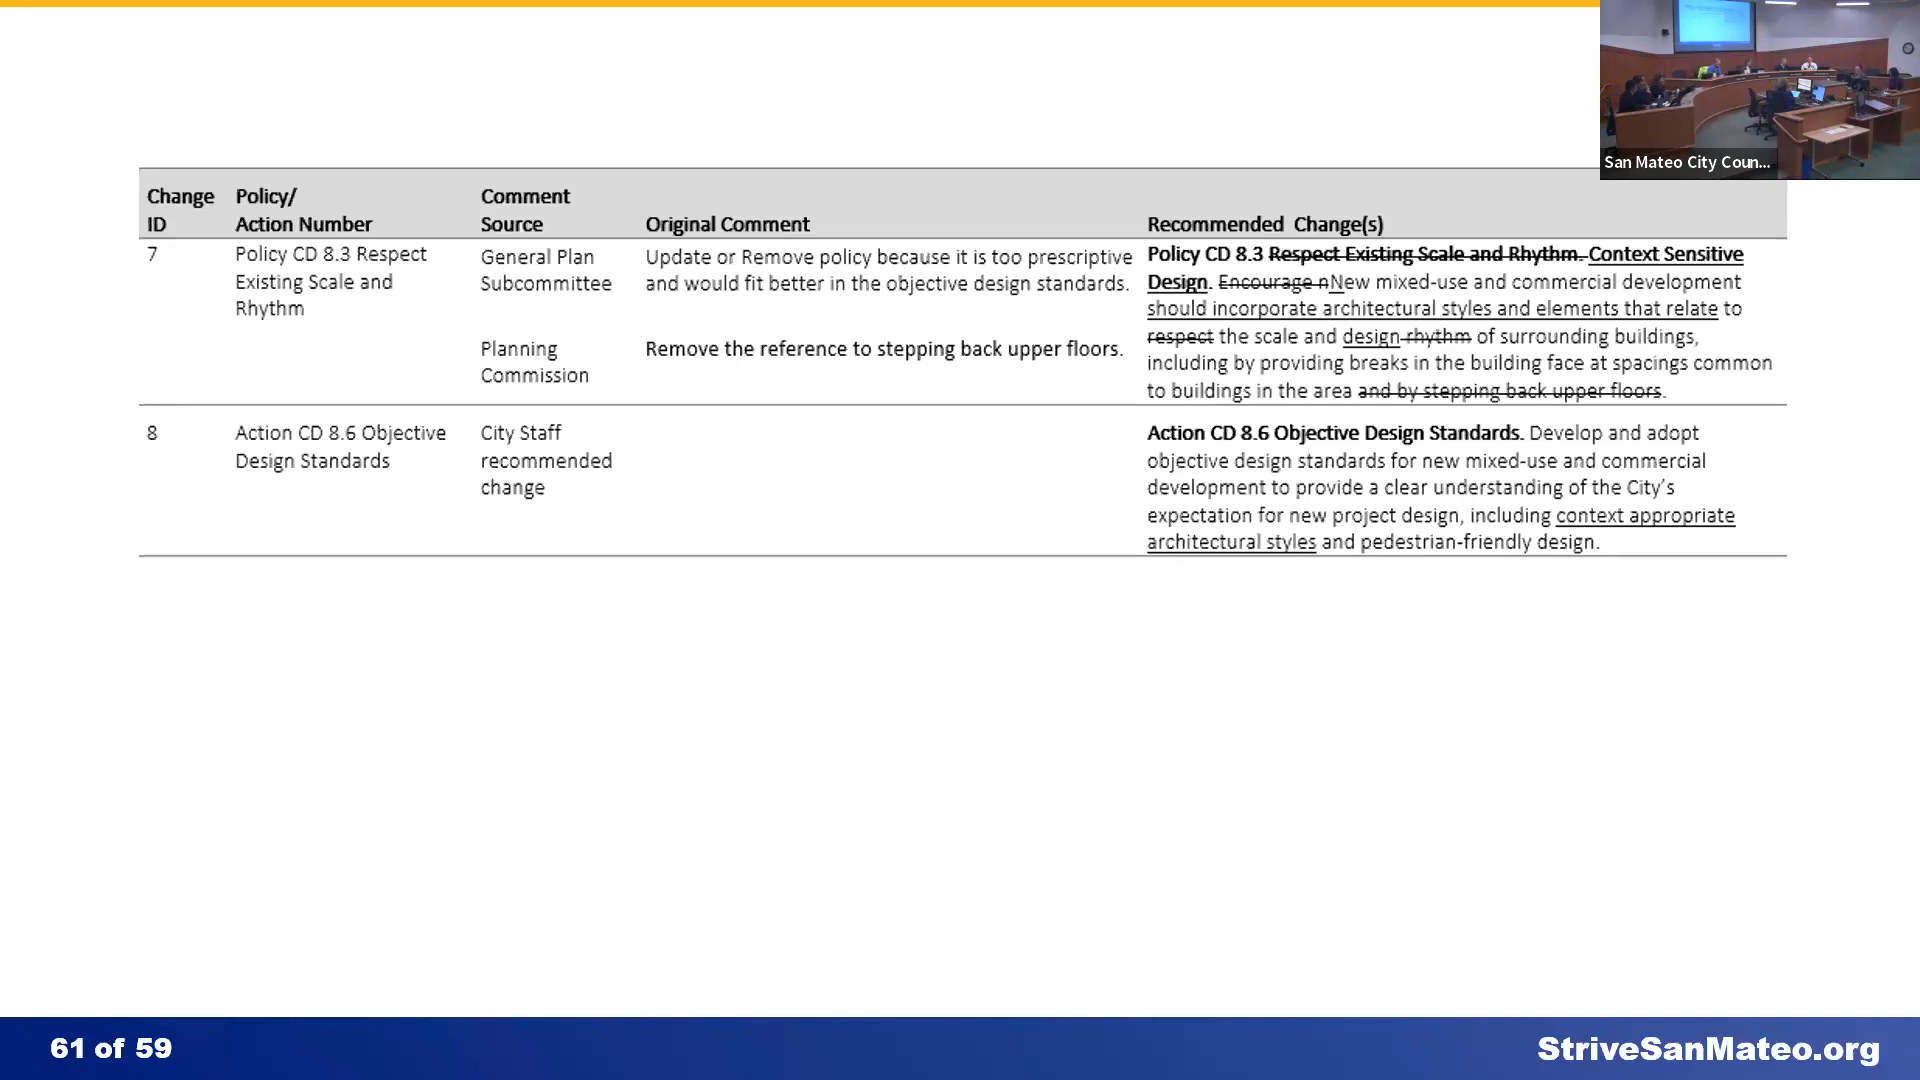 San Mateo City Coun...
Change ID
Policy/ Action Number
Comment Source
Original Comment
Recommended Change(s)
7
Policy CD 8.3 Respect
Existing Scale and
Rhythm
General Plan
Subcommittee
Update or Remove policy because it is too prescriptive
and would fit better in the objective design standards.
Planning
Commission
Remove the reference to stepping back upper floors.
Policy CD 8.3 Respect Existing Scale and Rhythm. Context Sensitive
Design. Encourage nNew mixed-use and commercial development
should incorporate architectural styles and elements that relate to
respect the scale and design rhythm of surrounding buildings,
including by providing breaks in the building face at spacings common
to buildings in the area and by stepping back upper floors.
8
Action CD 8.6 Objective
Design Standards
City Staff
recommended
change
Action CD 8.6 Objective Design Standards. Develop and adopt
objective design standards for new mixed-use and commercial
development to provide a clear understanding of the City's
expectation for new project design, including context appropriate
architectural styles and pedestrian-friendly design.
61 of 59
StriveSanMateo.org